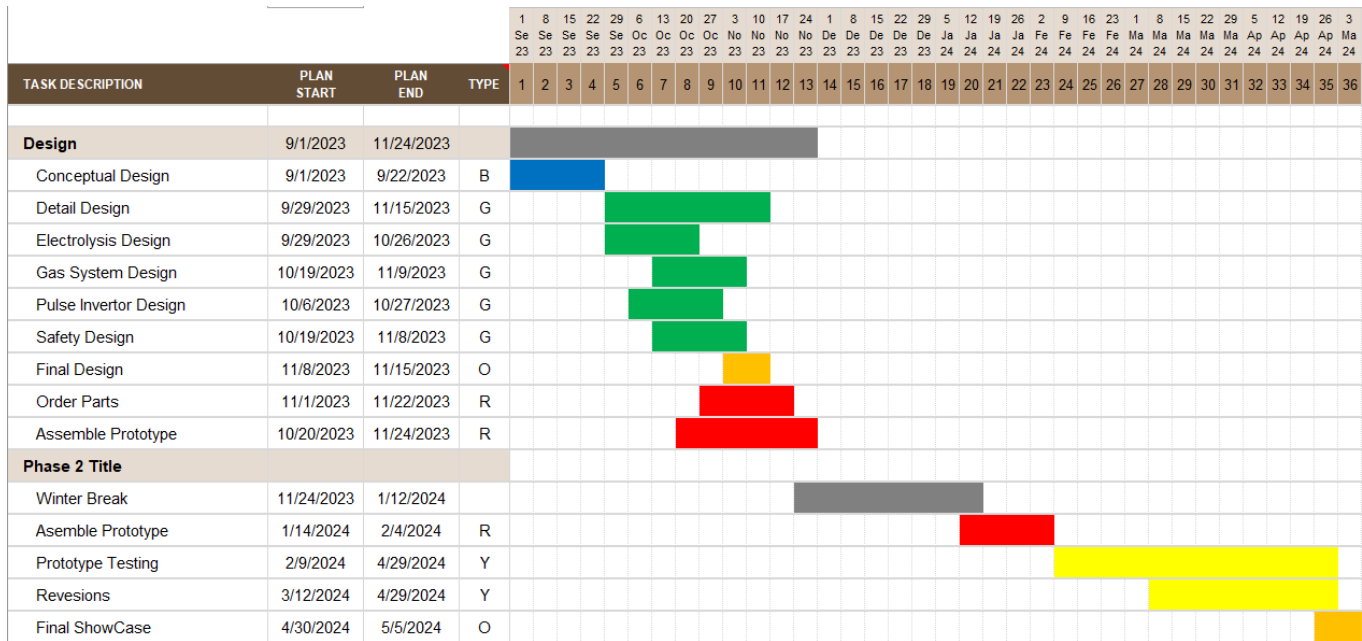 1 8 15 22 29 6 13 20 27 3 10 17 24 1 8 15 22 29 5 12 19 26 2 9 16 23 1 8 15 22 29 5 12 19 26 3
Se Se Se Se Se Oc Oc Oc Oc No No No No De De De De De Ja Ja Ja Ja Fe Fe Fe Fe Ma Ma Ma Ma Ma Ap Ap Ap Ap Ma
23 23 23 23 23 23 23 23 23 23 23 23 23 23 23 23 23 23 24 24 24 24 24 24 24 24 24 24 24 24 24 24 24 24 24 24
TASK DESCRIPTION PLAN START PLAN END TYPE 1 2 3 4 5 6 7 8 9 10 11 12 13 14 15 16 17 18 19 20 21 22 23 24 25 26 27 28 29 30 31 32 33 34 35 36
Design 9/1/2023 11/24/2023
Conceptual Design 9/1/2023 9/22/2023 B
Detail Design 9/29/2023 11/15/2023 G
Electrolysis Design 9/29/2023 10/26/2023 G
Gas System Design 10/19/2023 11/9/2023 G
Pulse Invertor Design 10/6/2023 10/27/2023 G
Safety Design 10/19/2023 11/8/2023 G
Final Design 11/8/2023 11/15/2023 O
Order Parts 11/1/2023 11/22/2023 R
Assemble Prototype 10/20/2023 11/24/2023 R
Phase 2 Title
Winter Break 11/24/2023 1/12/2024
Asemble Prototype 1/14/2024 2/4/2024 R
Prototype Testing 2/9/2024 4/29/2024 Y
Revesions 3/12/2024 4/29/2024 Y
Final ShowCase 4/30/2024 5/5/2024 O